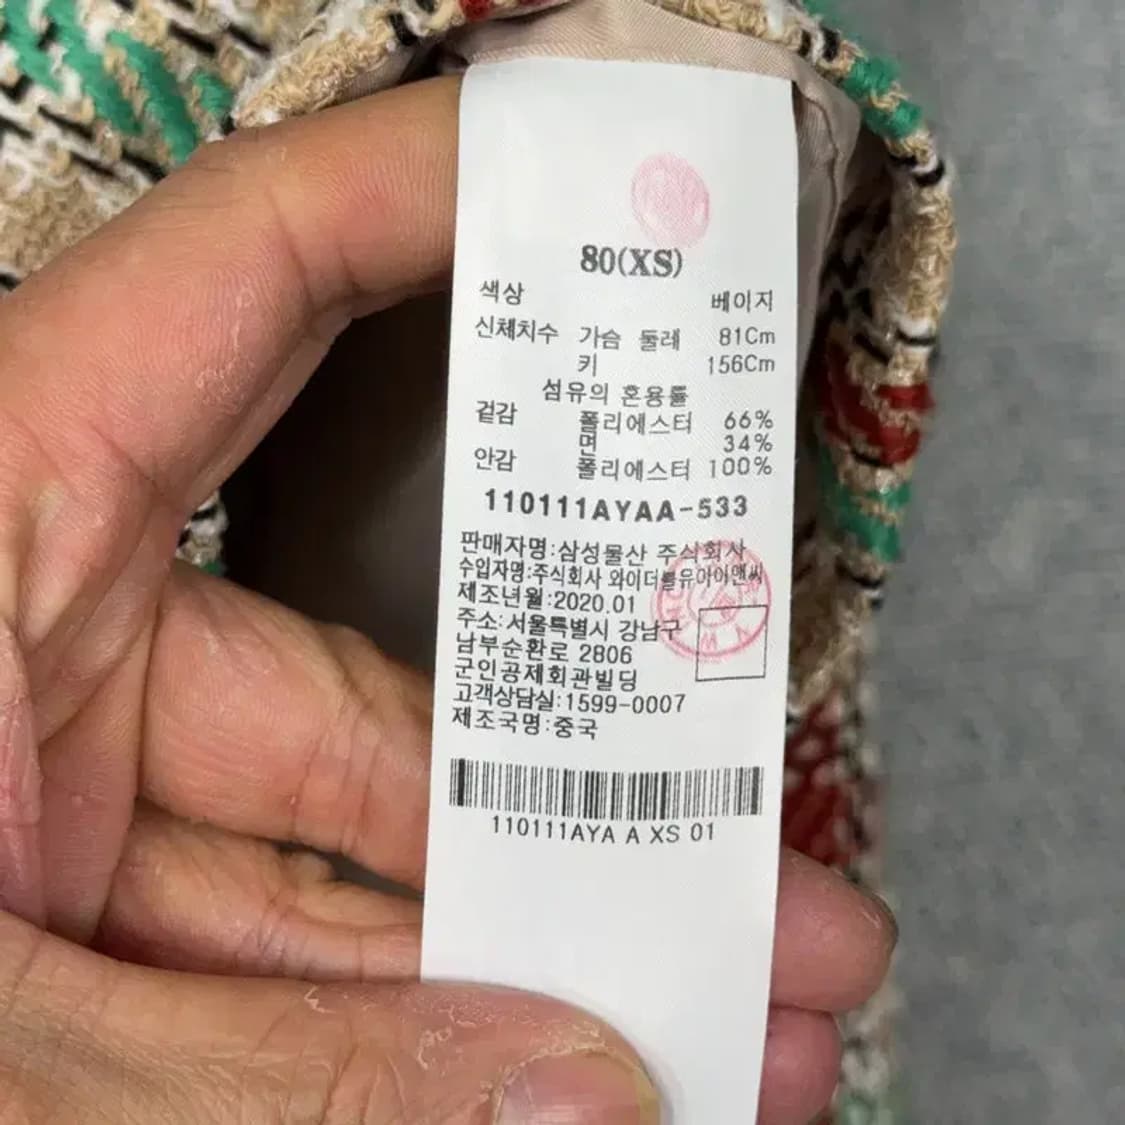 80(XS)
색상 베이지
신체치수 가슴 둘레 81Cm
키 156Cm
섬유의 혼용률
겉감 폴리에스터 66%
면 34%
안감 폴리에스터 100%
110111AYAA-533
판매자명:삼성물산 주식회사
수입자명:주식회사 와이더블유아이앤씨
제조년월:2020.01
주소:서울특별시 강남구
남부순환로 2806
군인공제회관빌딩
고객상담실:1599-0007
제조국명:중국
110111AYA A XS 01